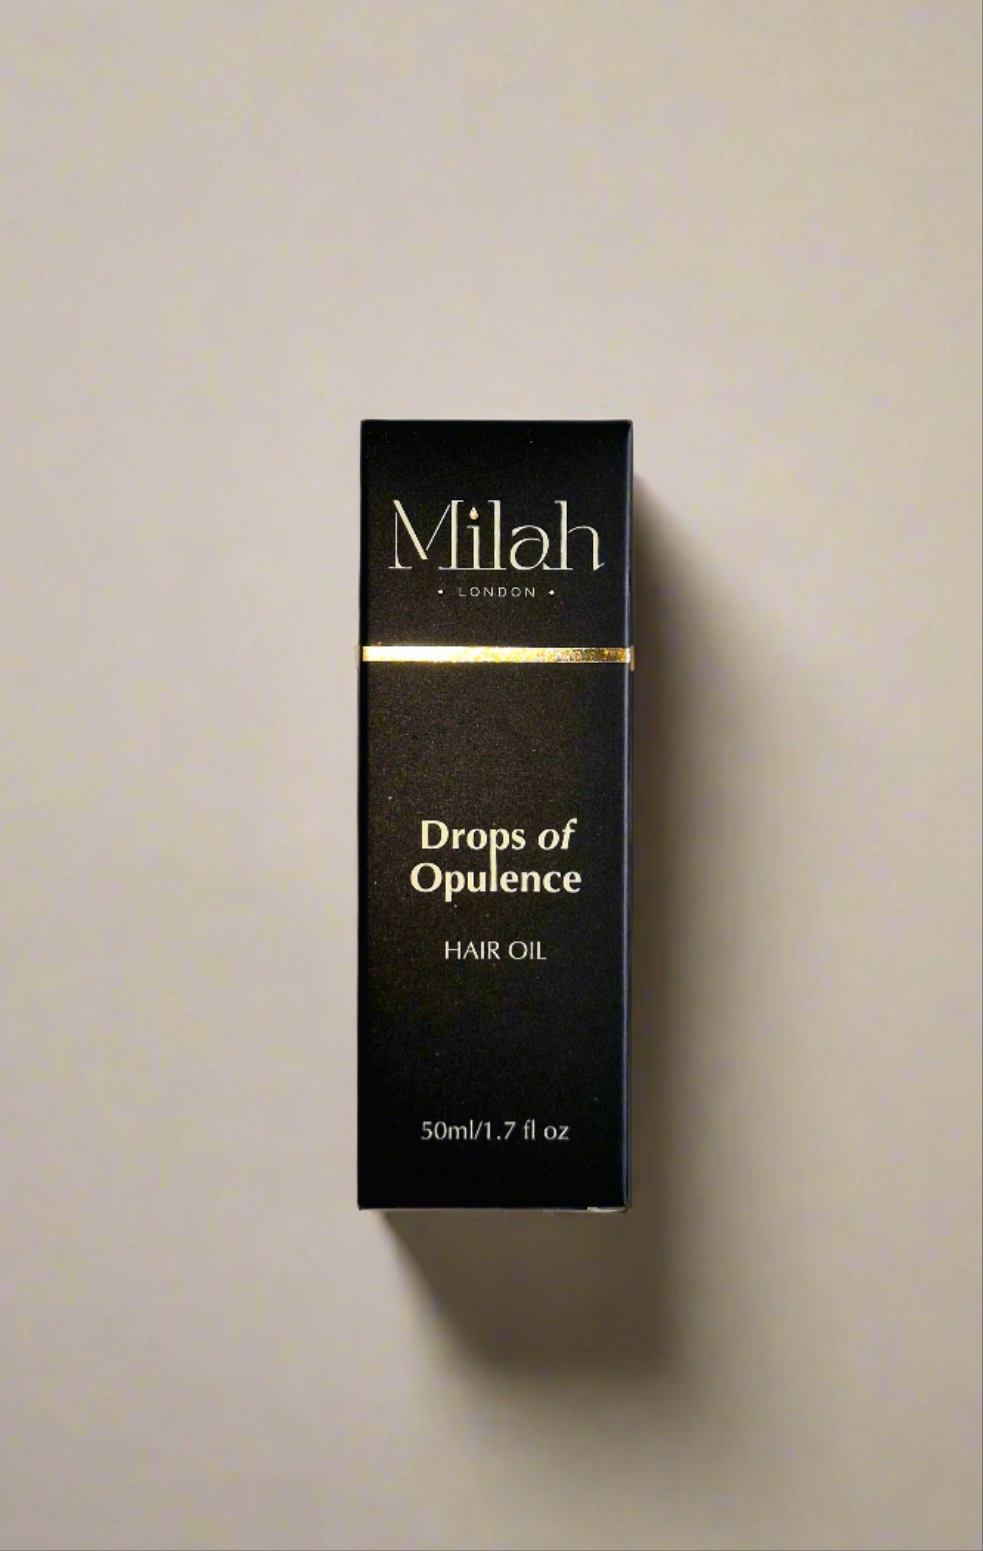 Milah
• LONDON •
Drops of
Opulence
HAIR OIL
50ml/1.7 fl oz